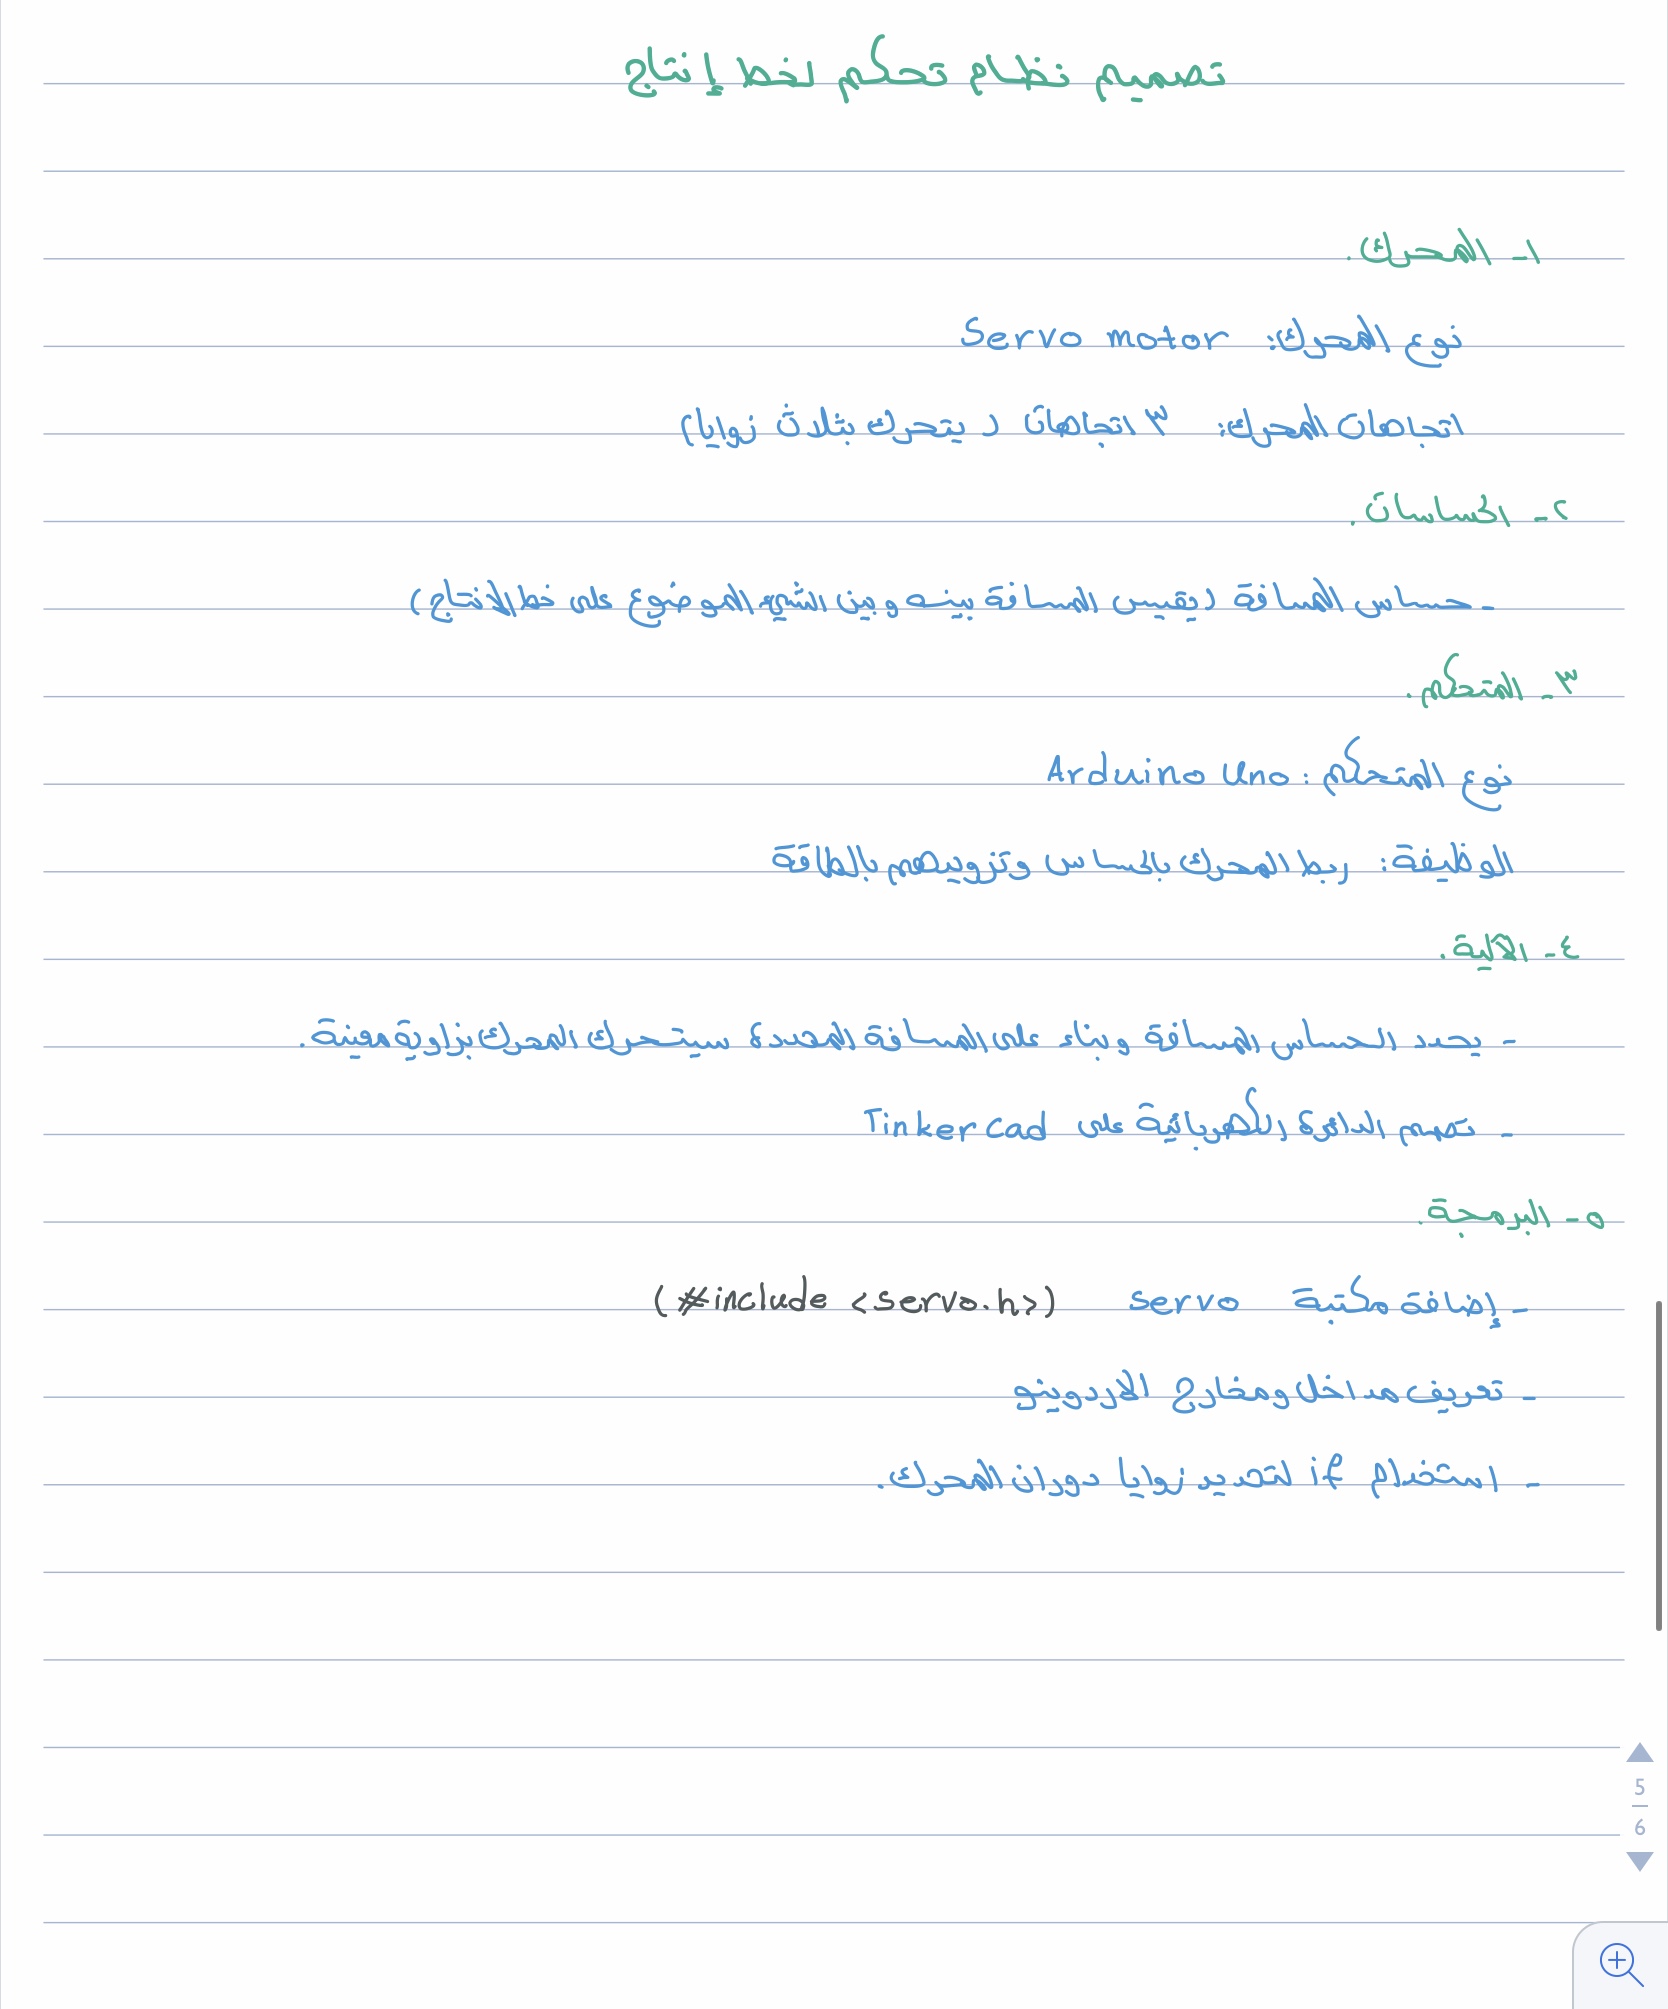 تصميم نظام تحكم لخط إنتاج
١- المحرك.
نوع المحرك: Servo motor
اتجاهات المحرك: ٣ اتجاهات ( يتحرك بثلاث زوايا)
٢- الحساسات.
- حساس المسافة (يقيس المسافة بينه وبين الشيء الموضوع على خط الانتاج)
٣- المتحكم.
نوع المتحكم: Arduino Uno
الوظيفة: ربط المحرك بالحساس وتزويدهم بالطاقة
٤- الآلية.
- يحدد الحساس المسافة وبناء على المسافة المحددة سيتحرك المحرك بزاوية معينة.
- تصمم الدائرة الكهربائية على Tinker cad
٥- البرمجة.
- إضافة مكتبة servo (#include <servo.h>)
- تعريف مداخل ومخارج الاردوينو
- استخدام if لتحديد زوايا دوران المحرك.
5
6